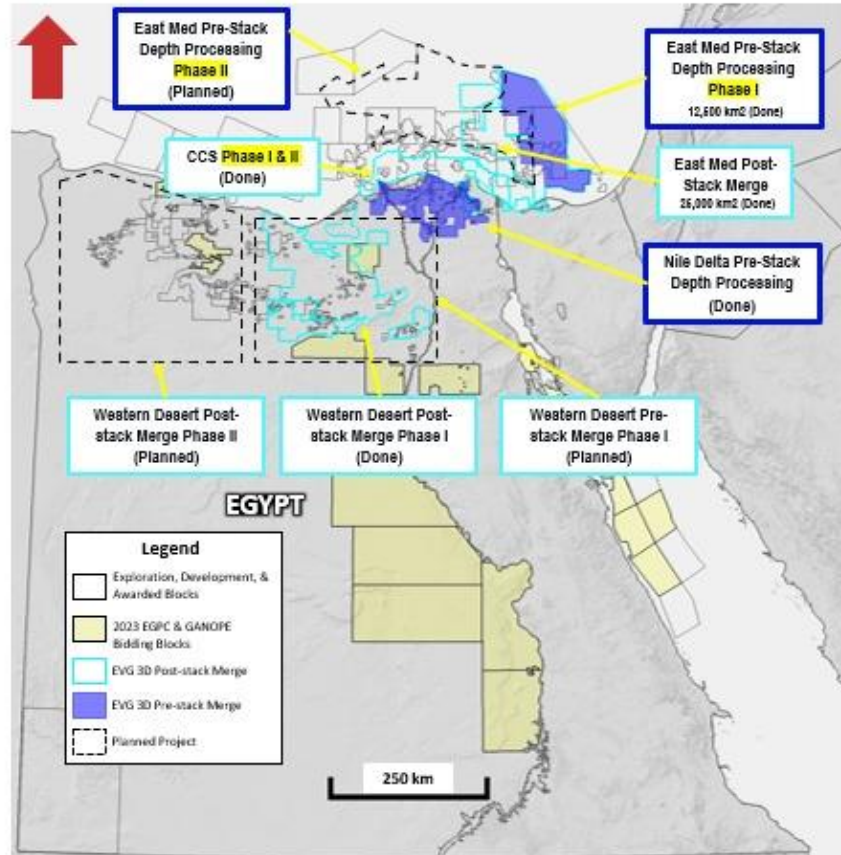 East Med Pre-Stack
Depth Processing
Phase II
(Planned)
East Med Pre-Stack
Depth Processing
Phase I
12,500 km2 (Done)
CCS Phase I & II
(Done)
East Med Post-
Stack Merge
25,000 km2 (Done)
Nile Delta Pre-Stack
Depth Processing
(Done)
Western Desert Post-
stack Merge Phase II
(Planned)
Western Desert Post-
stack Merge Phase I
(Done)
Western Desert Pre-
stack Merge Phase I
(Planned)
EGYPT
Legend
Exploration, Development, &
Awarded Blocks
2023 EGPC & GANOPE
Bidding Blocks
EVG 3D Post-stack Merge
EVG 3D Pre-stack Merge
Planned Project
250 km